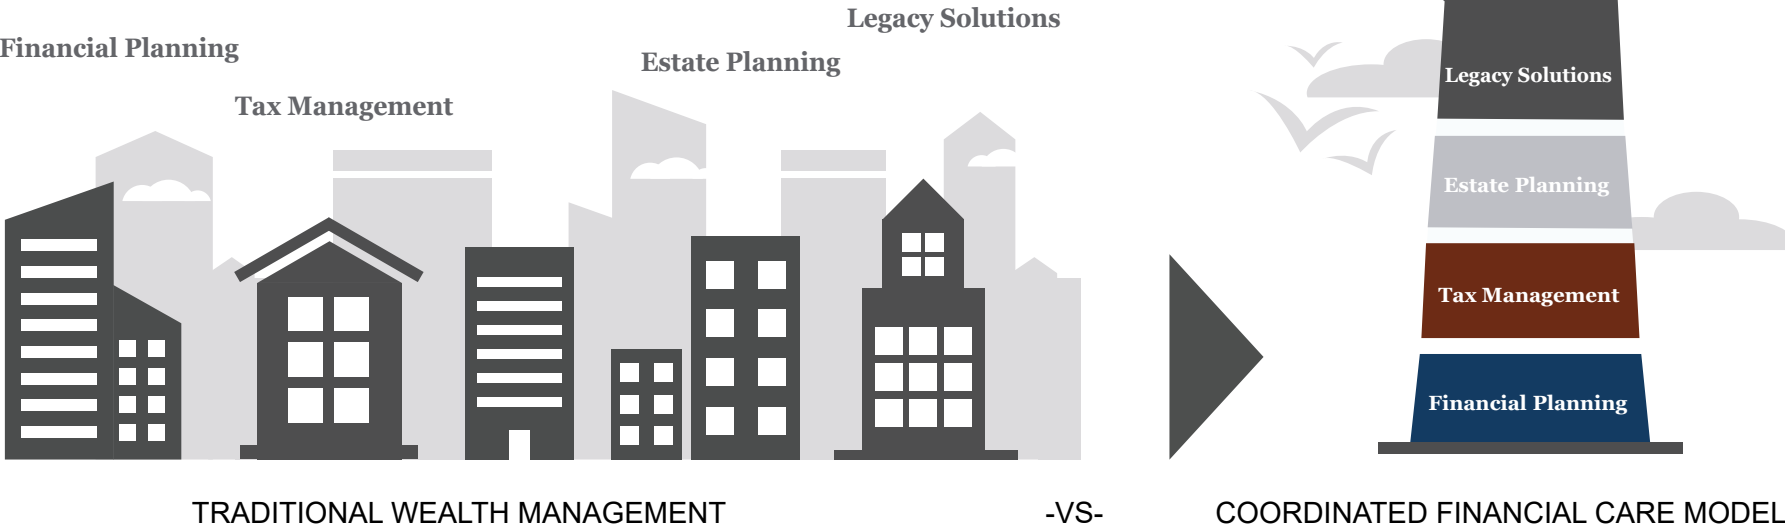 Legacy Solutions
Financial Planning
Estate Planning
Tax Management
Legacy Solutions
Estate Planning
Tax Management
Financial Planning
TRADITIONAL WEALTH MANAGEMENT
-VS-
COORDINATED FINANCIAL CARE MODEL